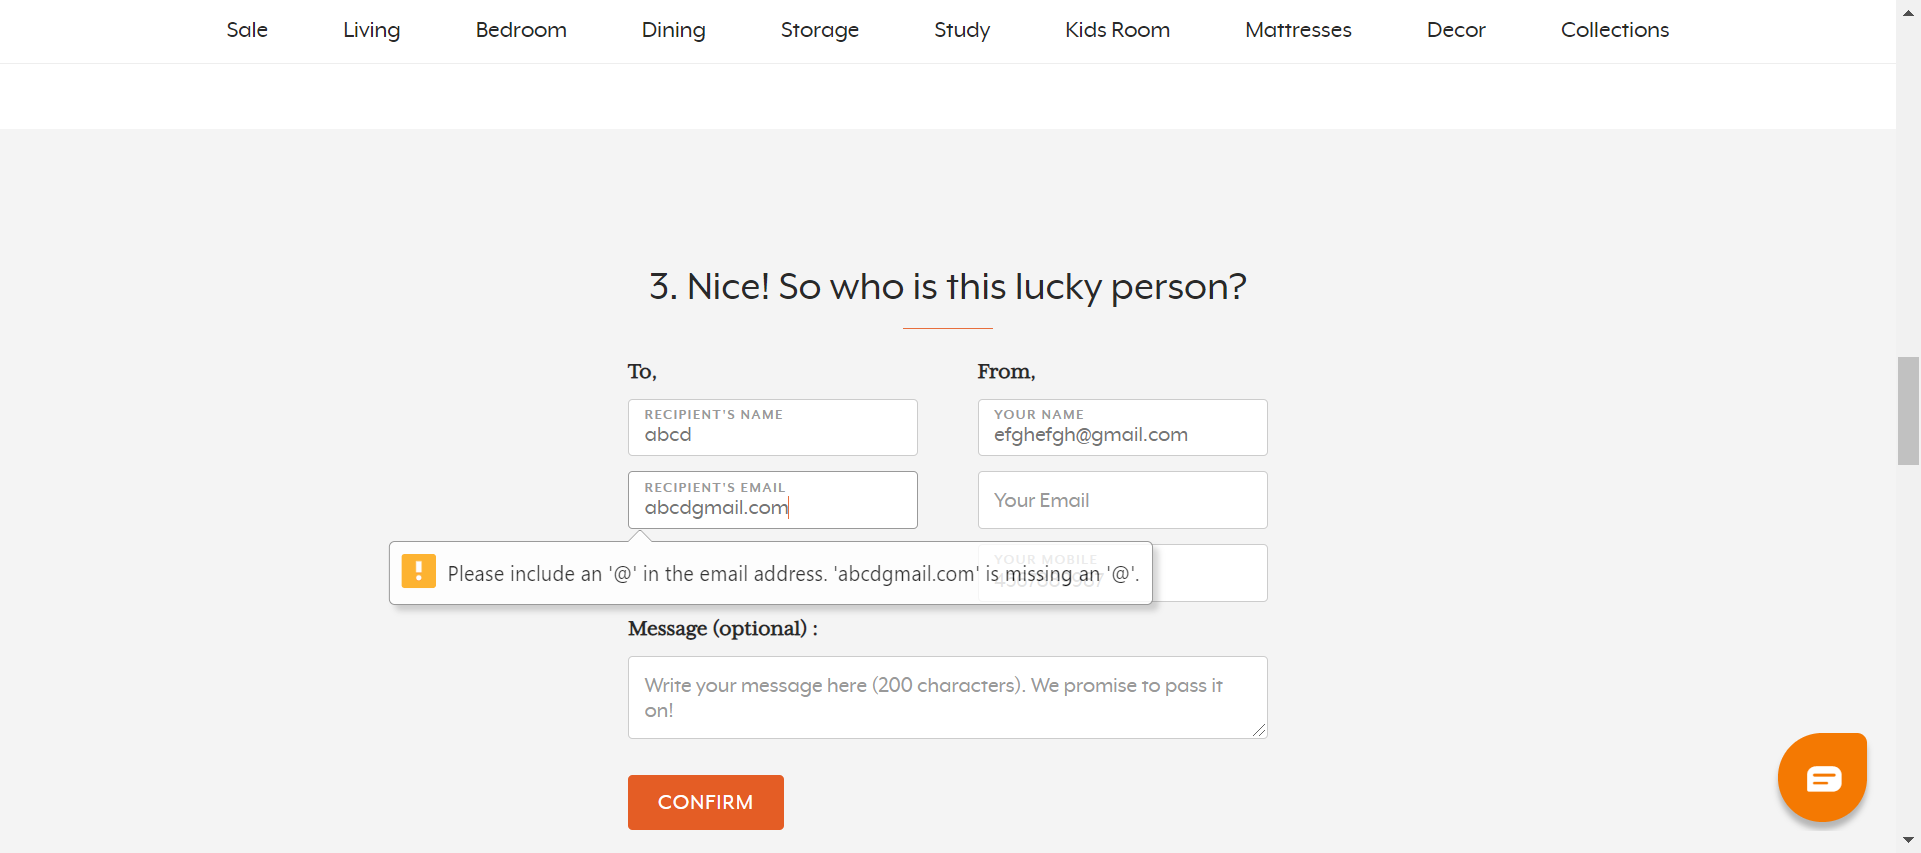 Sale Living Bedroom Dining Storage Study Kids Room Mattresses Decor Collections
3. Nice! So who is this lucky person?
To,
From,
RECIPIENT'S NAME
abcd
YOUR NAME
efghefgh@gmail.com
RECIPIENT'S EMAIL
abcdgmail.com
Your Email
YOUR MOBILE
Please include an '@' in the email address. 'abcdgmail.com' is missing an '@'.
Message (optional) :
Write your message here (200 characters). We promise to pass it
on!
CONFIRM